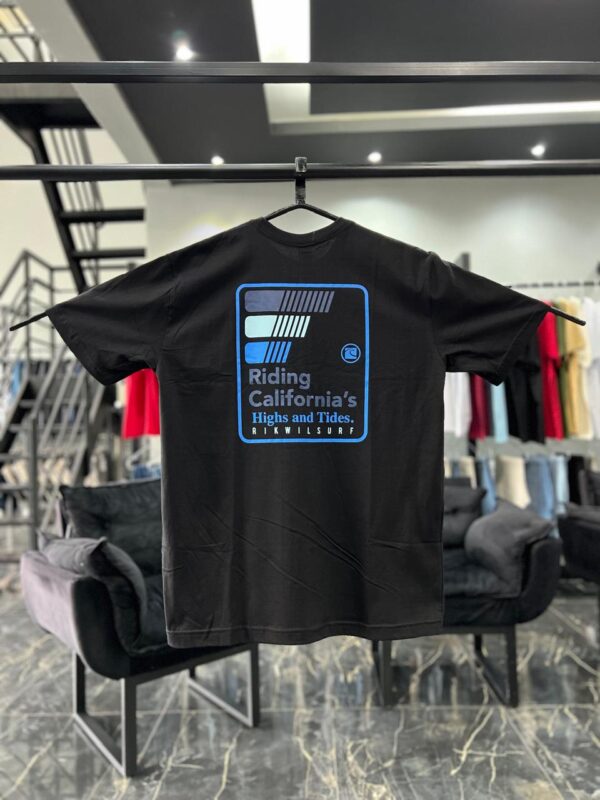 Riding
California's
Highs and Tides.
RIKWILSURF